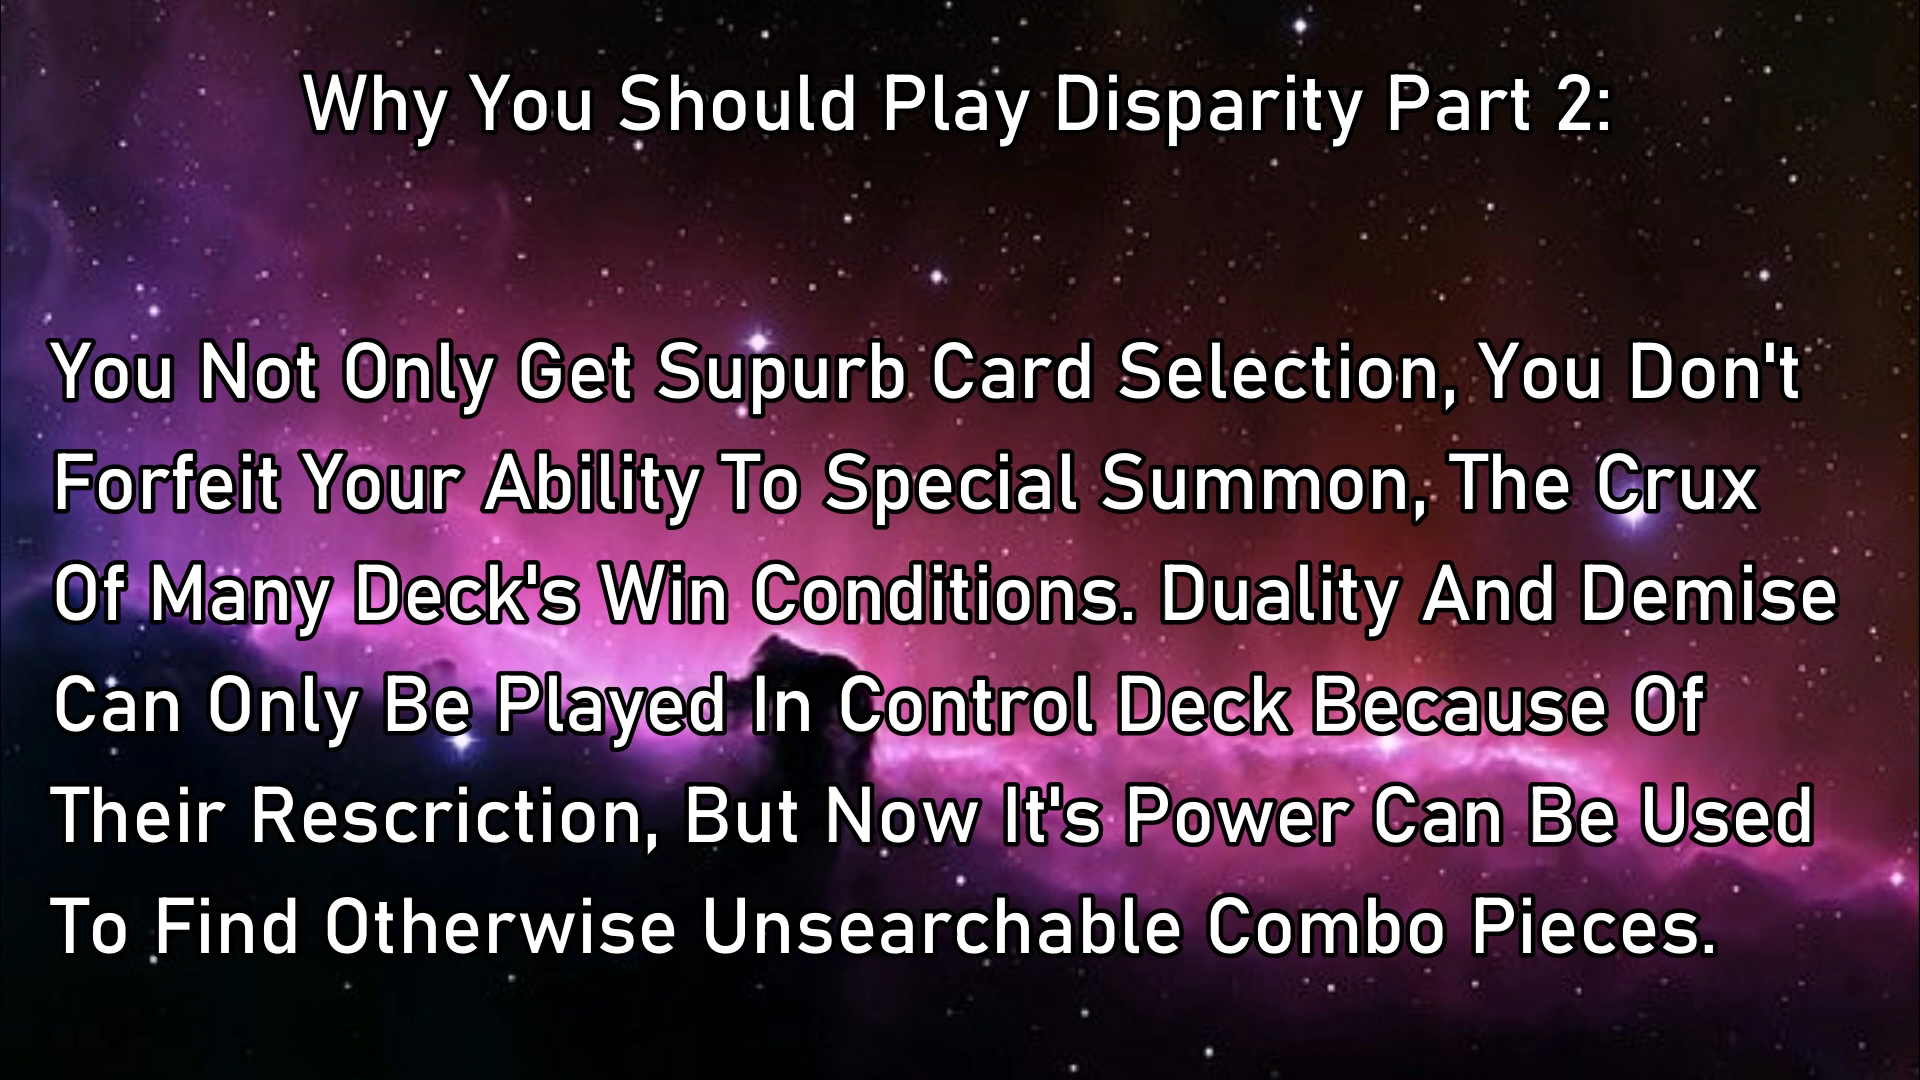 Why You Should Play Disparity Part 2:
You Not Only Get Supurb Card Selection, You Don't
Forfeit Your Ability To Special Summon, The Crux
Of Many Deck's Win Conditions. Duality And Demise
Can Only Be Played In Control Deck Because Of
Their Rescriction, But Now It's Power Can Be Used
To Find Otherwise Unsearchable Combo Pieces.